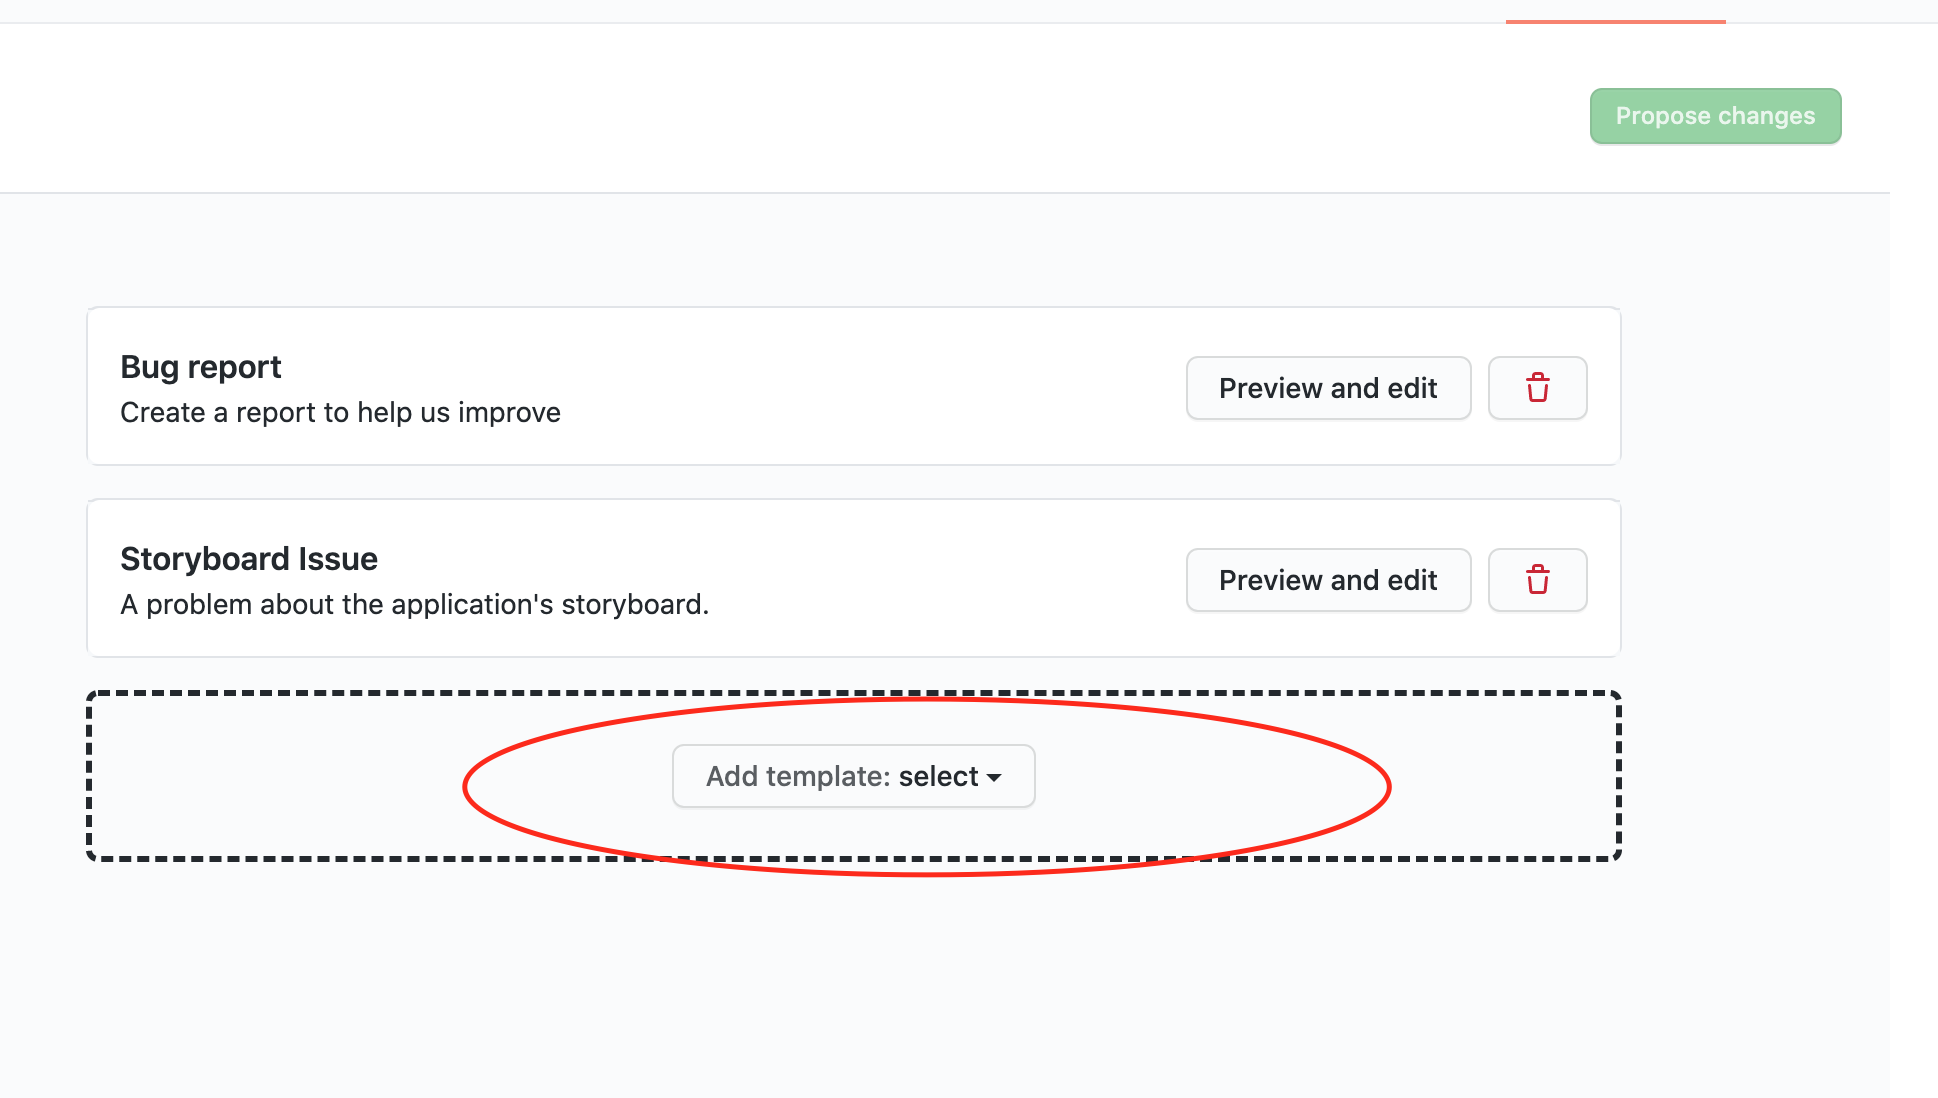 Propose changes
Bug report
Create a report to help us improve
Preview and edit
Storyboard Issue
A problem about the application's storyboard.
Preview and edit
Add template: select